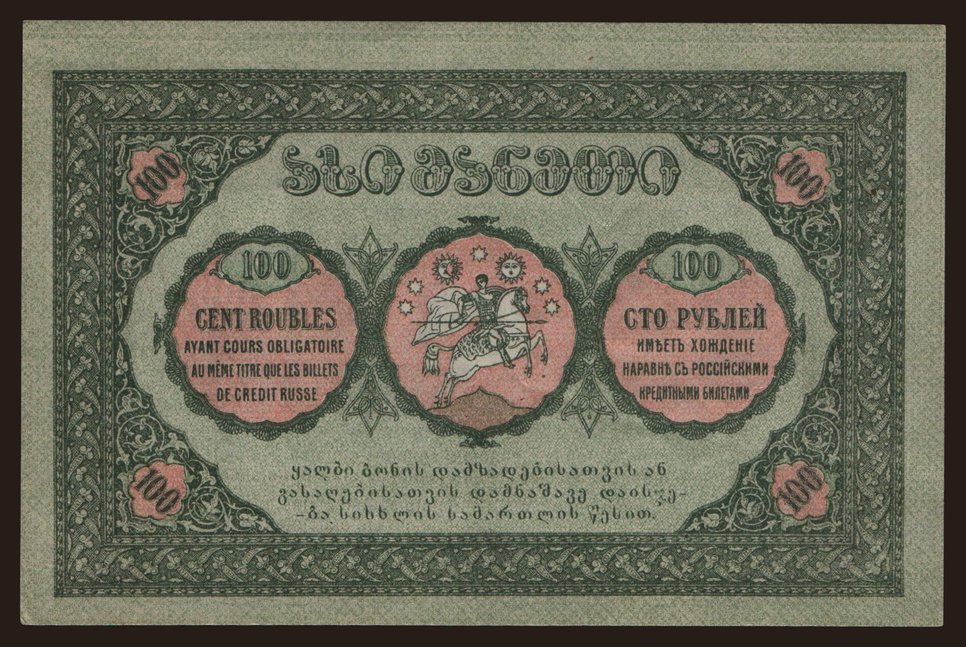 ასი მანეთი
100
100
100
CENT ROUBLES
AYANT COURS OBLIGATOIRE
AU MÊME TITRE QUE LES BILLETS
DE CREDIT RUSSE
100
СТО РУБЛЕЙ
ИМѢЕТЪ ХОЖДЕНІЕ
НАРАВНѢ СЪ РОССІЙСКИМИ
КРЕДИТНЫМИ БИЛЕТАМИ
ყალბი ბონის დამზადებისათვის ან
გასაღებისათვის დამნაშავე დაისჯე-
-ბა სისხლის სამართლის წესით.
100
100